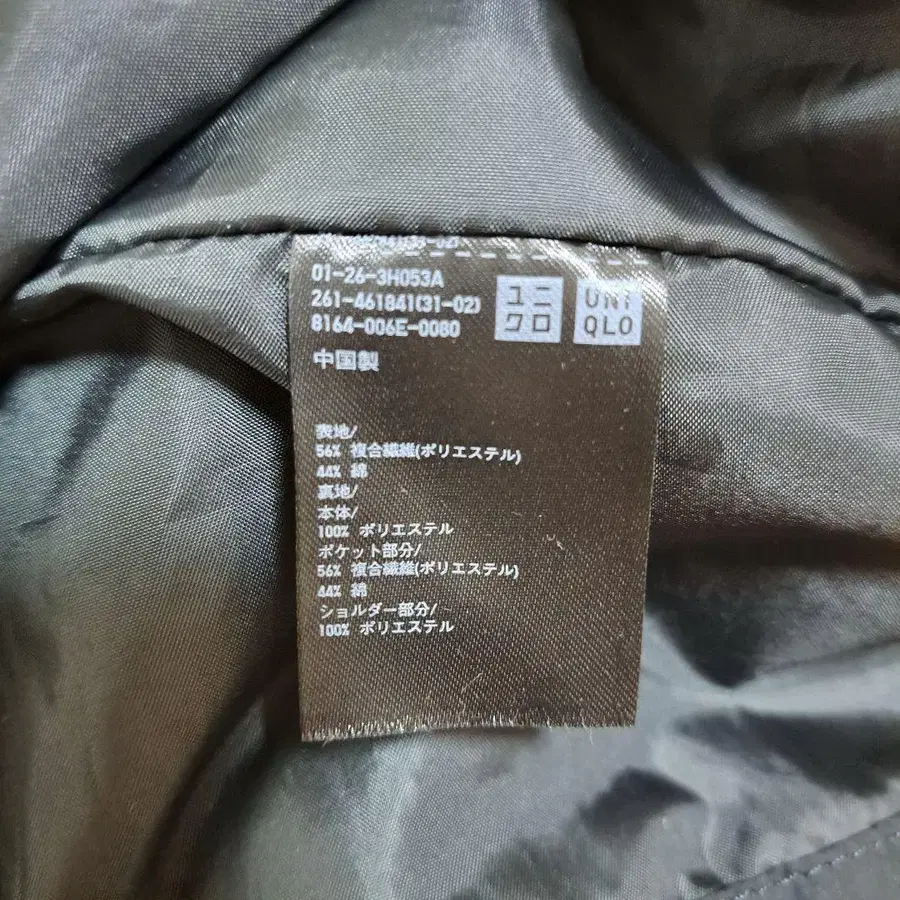 01-26-3H053A
261-461841(31-02)
8164-006E-0080
ユニ
クロ
UNI
QLO
中国製
表地/
56% 複合繊維(ポリエステル)
44% 綿
裏地/
本体/
100% ポリエステル
ポケット部分/
56% 複合繊維(ポリエステル)
44% 綿
ショルダー部分/
100% ポリエステル